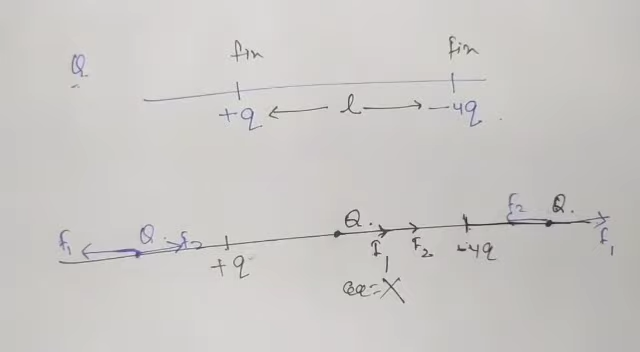 Q
fix fix
+q ← l → -4q
f1 Q. f2 Q. f2 Q.
+q f1 f2 -4q f1
X